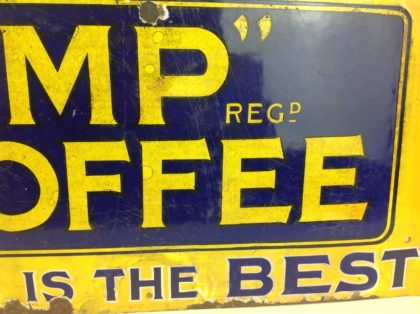 MP" REGD
OFFEE
IS THE BEST